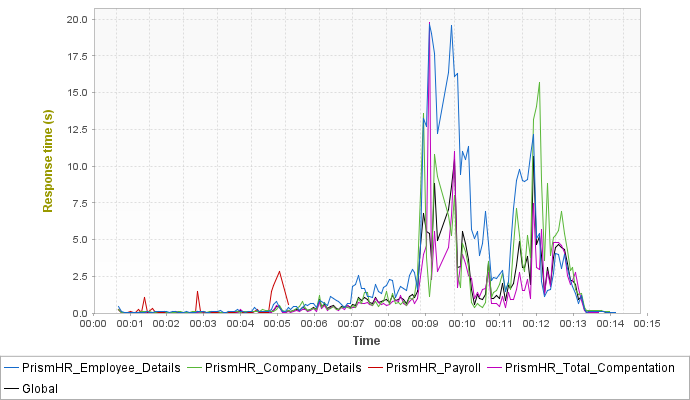 20.0
17.5
15.0
12.5
10.0
7.5
5.0
2.5
0.0
Response time (s)
00:00 00:01 00:02 00:03 00:04 00:05 00:06 00:07 00:08 00:09 00:10 00:11 00:12 00:13 00:14 00:15
Time
PrismHR_Employee_Details PrismHR_Company_Details PrismHR_Payroll PrismHR_Total_Compentation
Global